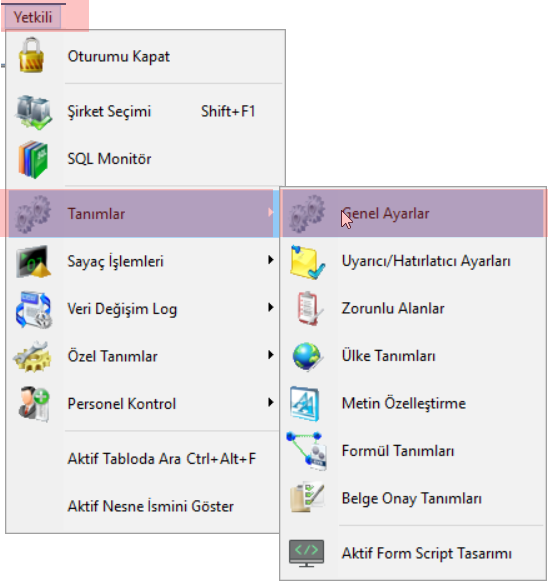 Yetkili
Oturumu Kapat
Şirket Seçimi Shift+F1
SQL Monitör
Tanımlar
Sayaç İşlemleri
Veri Değişim Log
Özel Tanımlar
Personel Kontrol
Aktif Tabloda Ara Ctrl+Alt+F
Aktif Nesne İsmini Göster
Genel Ayarlar
Uyarıcı/Hatırlatıcı Ayarları
Zorunlu Alanlar
Ülke Tanımları
Metin Özelleştirme
Formül Tanımları
Belge Onay Tanımları
Aktif Form Script Tasarımı